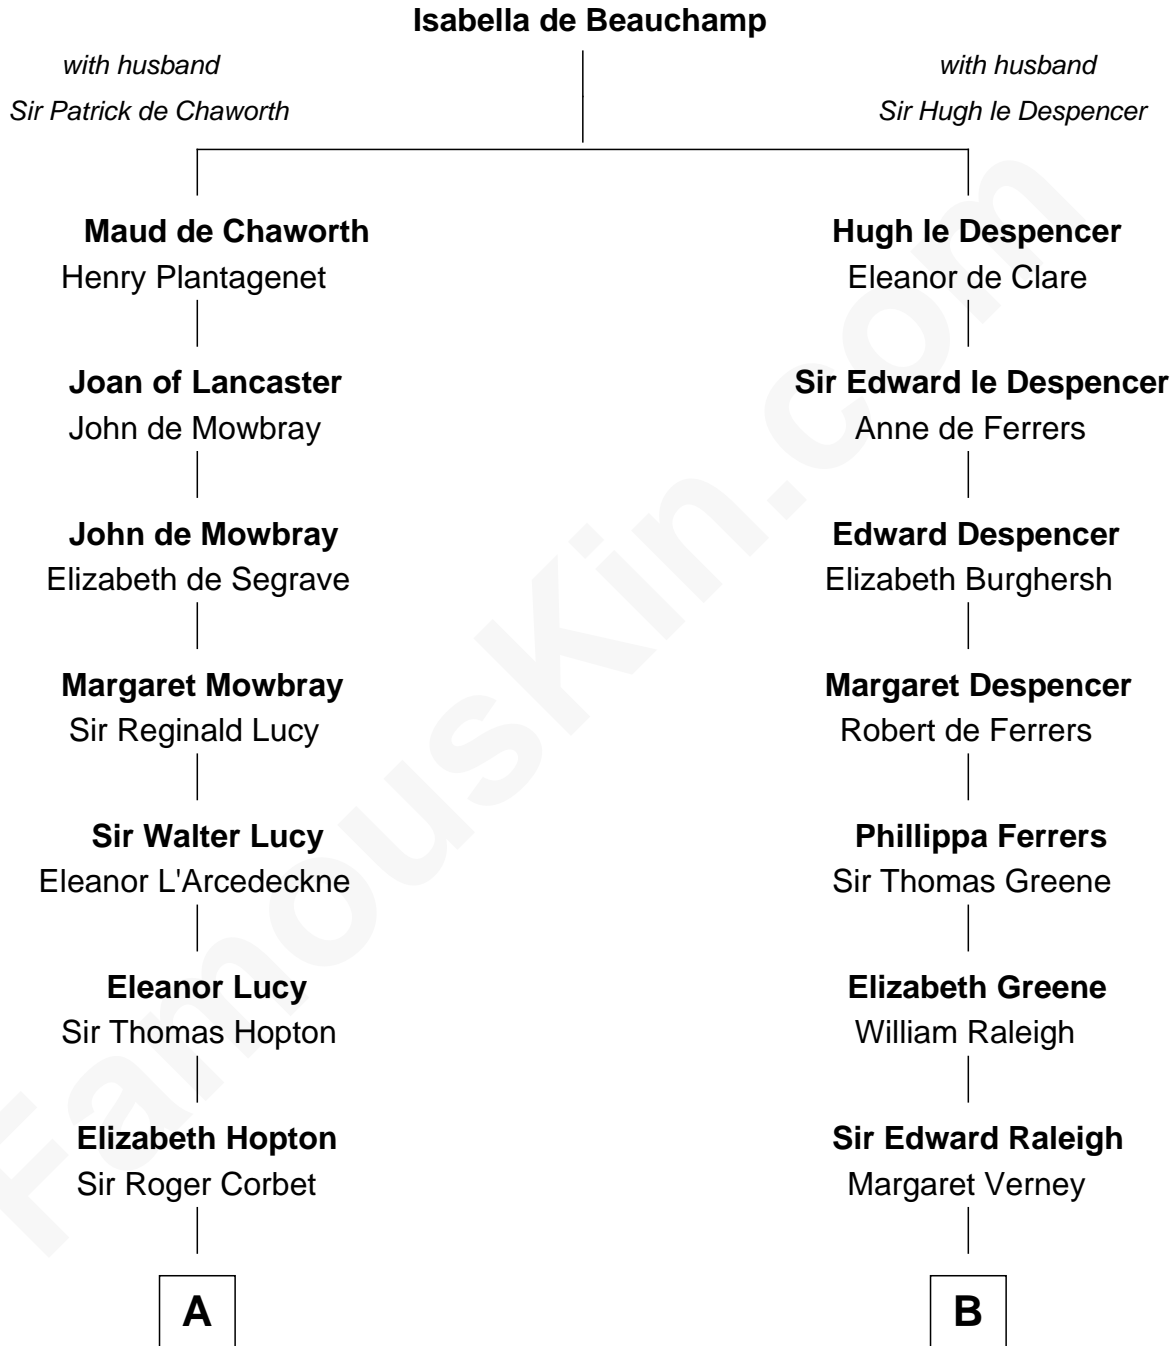 Isabella de Beauchamp
with husband
Sir Patrick de Chaworth
with husband
Sir Hugh le Despencer
Maud de Chaworth
Henry Plantagenet
Hugh le Despencer
Eleanor de Clare
Joan of Lancaster
John de Mowbray
Sir Edward le Despencer
Anne de Ferrers
John de Mowbray
Elizabeth de Segrave
Edward Despencer
Elizabeth Burghersh
Margaret Mowbray
Sir Reginald Lucy
Margaret Despencer
Robert de Ferrers
Sir Walter Lucy
Eleanor L'Arcedeckne
Phillippa Ferrers
Sir Thomas Greene
Eleanor Lucy
Sir Thomas Hopton
Elizabeth Greene
William Raleigh
Elizabeth Hopton
Sir Roger Corbet
Sir Edward Raleigh
Margaret Verney
A
B
FamousKin.com